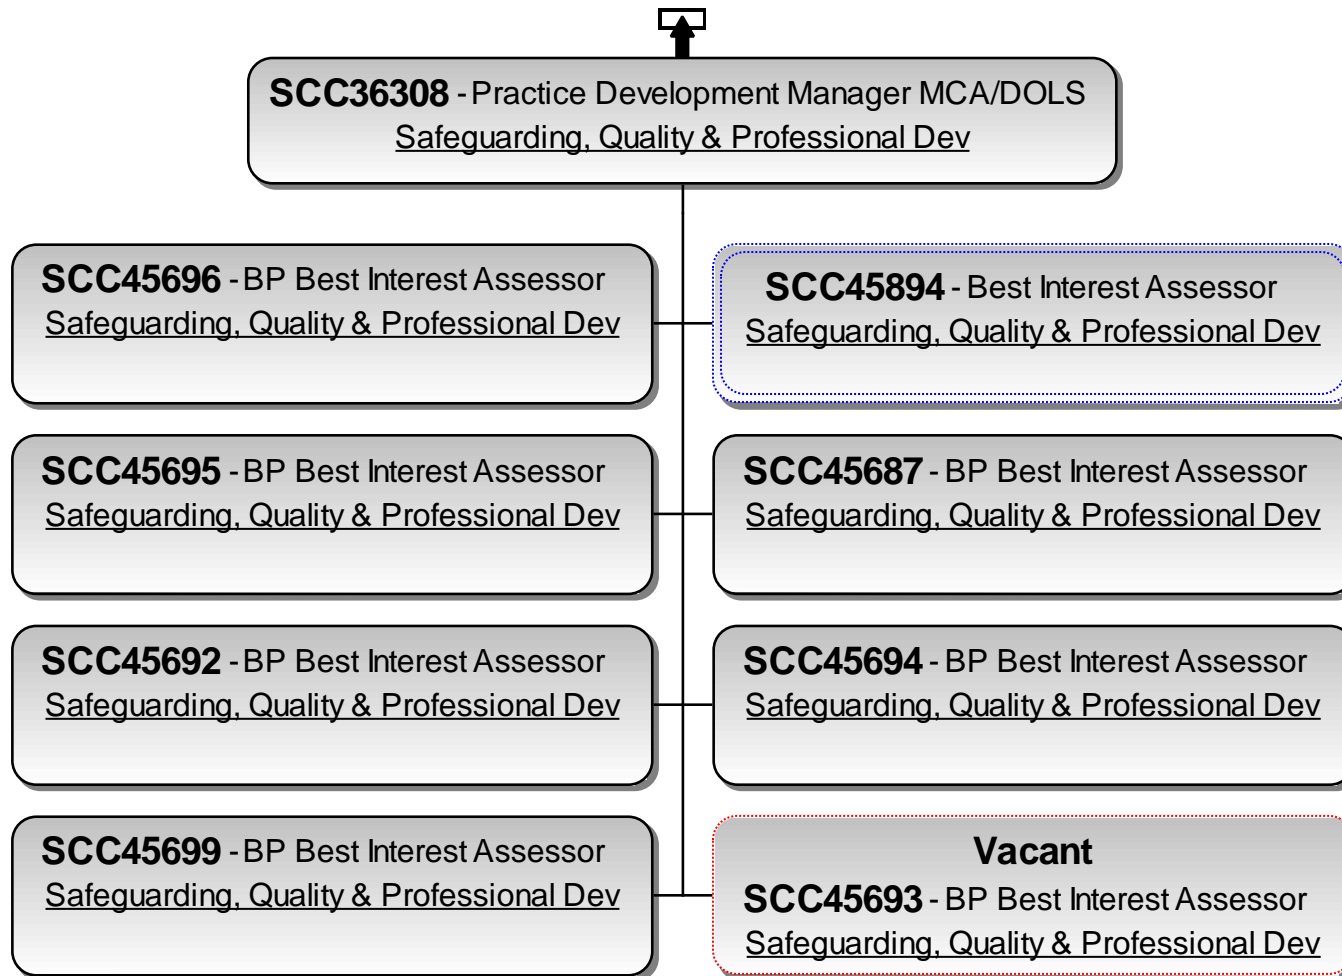 SCC36308 - Practice Development Manager MCA/DOLS
Safeguarding, Quality & Professional Dev
SCC45696 - BP Best Interest Assessor
Safeguarding, Quality & Professional Dev
SCC45894 - Best Interest Assessor
Safeguarding, Quality & Professional Dev
SCC45695 - BP Best Interest Assessor
Safeguarding, Quality & Professional Dev
SCC45687 - BP Best Interest Assessor
Safeguarding, Quality & Professional Dev
SCC45692 - BP Best Interest Assessor
Safeguarding, Quality & Professional Dev
SCC45694 - BP Best Interest Assessor
Safeguarding, Quality & Professional Dev
SCC45699 - BP Best Interest Assessor
Safeguarding, Quality & Professional Dev
Vacant
SCC45693 - BP Best Interest Assessor
Safeguarding, Quality & Professional Dev